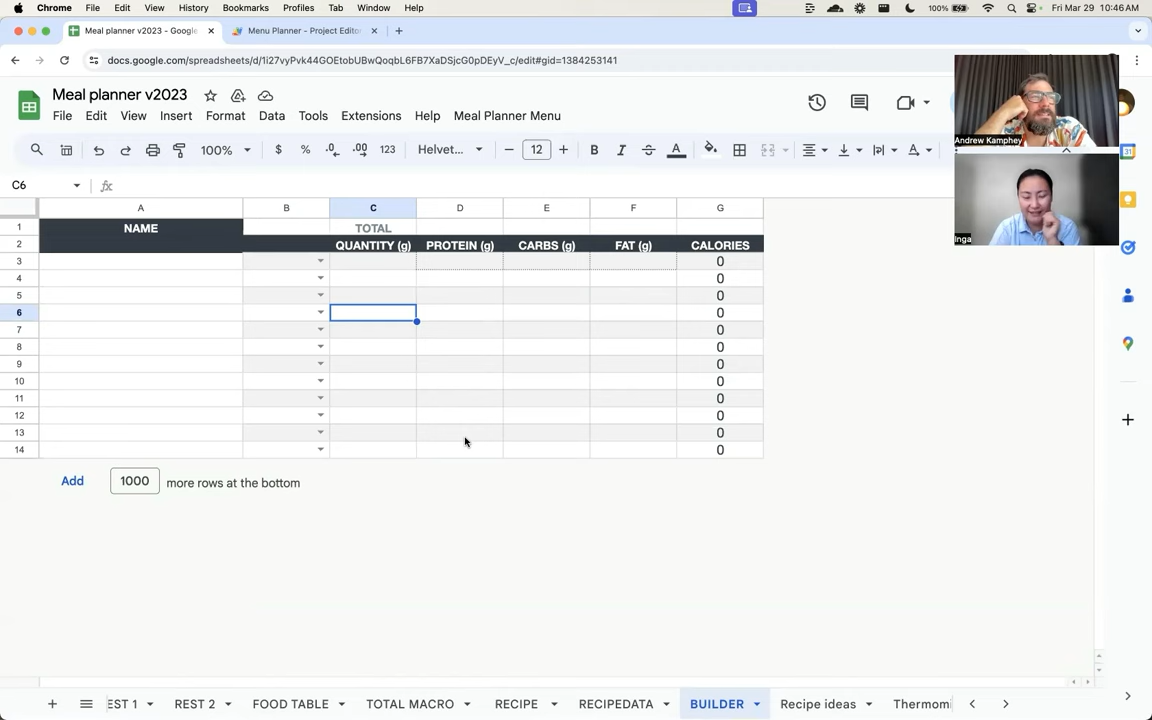 Chrome File Edit View History Bookmarks Profiles Tab Window Help 100% Fri Mar 29 10:46 AM
Meal planner v2023 - Google Menu Planner - Project Editor
docs.google.com/spreadsheets/d/1i27vyPvk44GOEtobUBwQoqbL6FB7XaDSjcG0pDEyV_c/edit#gid=1384253141
Meal planner v2023
File Edit View Insert Format Data Tools Extensions Help Meal Planner Menu
100% $ % .0 .00 123 Helvet... 12 B I S A
Andrew Kamphey
31
C6 fx
Inga
A B C D E F G
1 NAME TOTAL
2 QUANTITY (g) PROTEIN (g) CARBS (g) FAT (g) CALORIES
3 0
4 0
5 0
6 0
7 0
8 0
9 0
10 0
11 0
12 0
13 0
14 0
Add 1000 more rows at the bottom
EST 1 REST 2 FOOD TABLE TOTAL MACRO RECIPE RECIPEDATA BUILDER Recipe ideas Thermomi